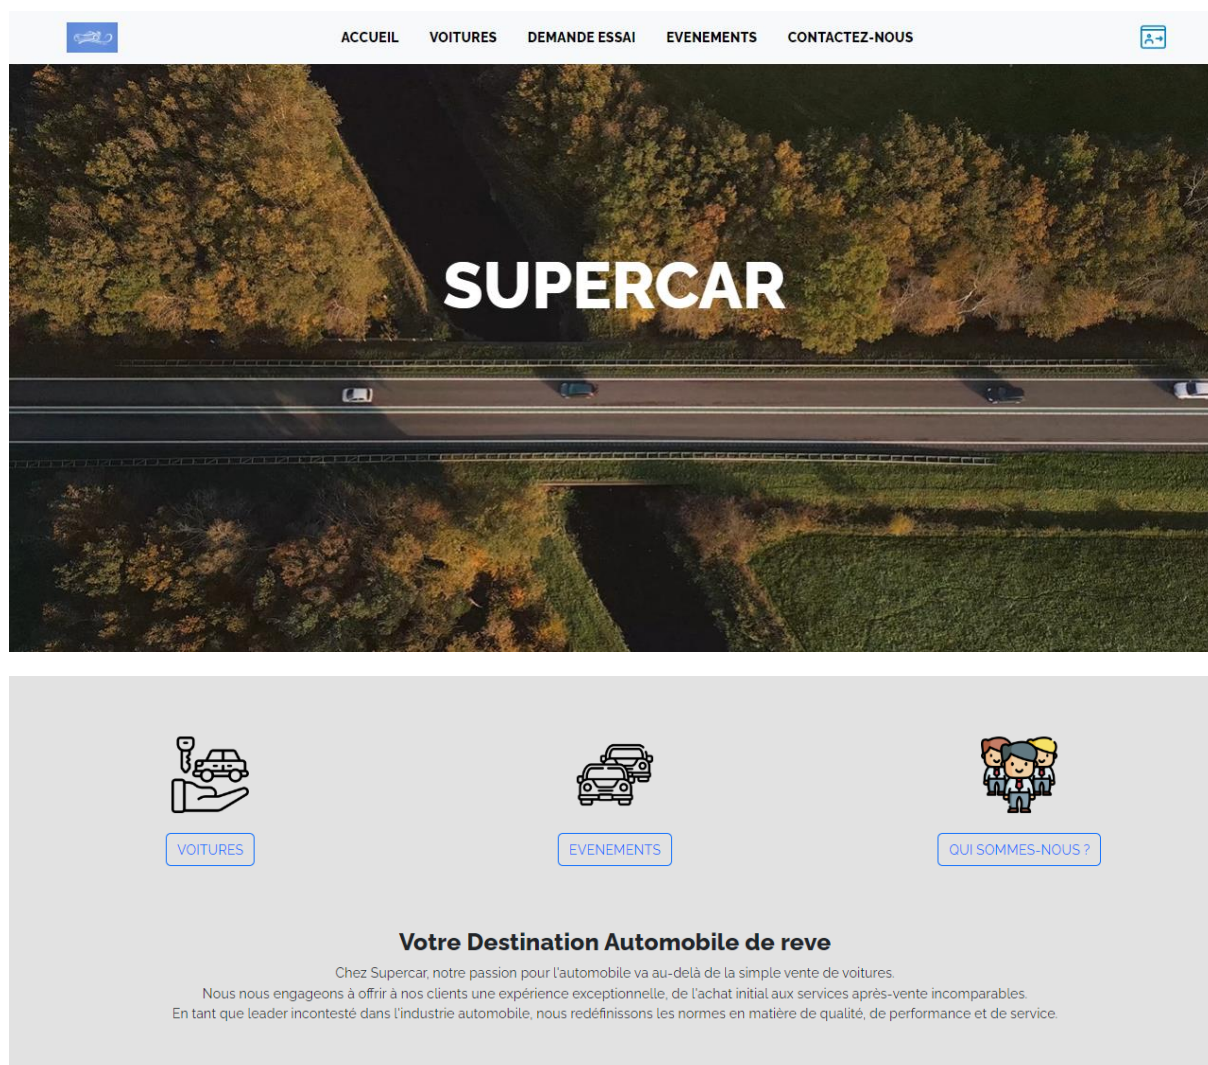 ACCUEIL VOITURES DEMANDE ESSAI EVENEMENTS CONTACTEZ-NOUS
SUPERCAR
VOITURES EVENEMENTS QUI SOMMES-NOUS ?
Votre Destination Automobile de reve
Chez Supercar, notre passion pour l'automobile va au-delà de la simple vente de voitures.
Nous nous engageons à offrir à nos clients une expérience exceptionnelle, de l'achat initial aux services après-vente incomparables.
En tant que leader incontesté dans l'industrie automobile, nous redéfinissons les normes en matière de qualité, de performance et de service.